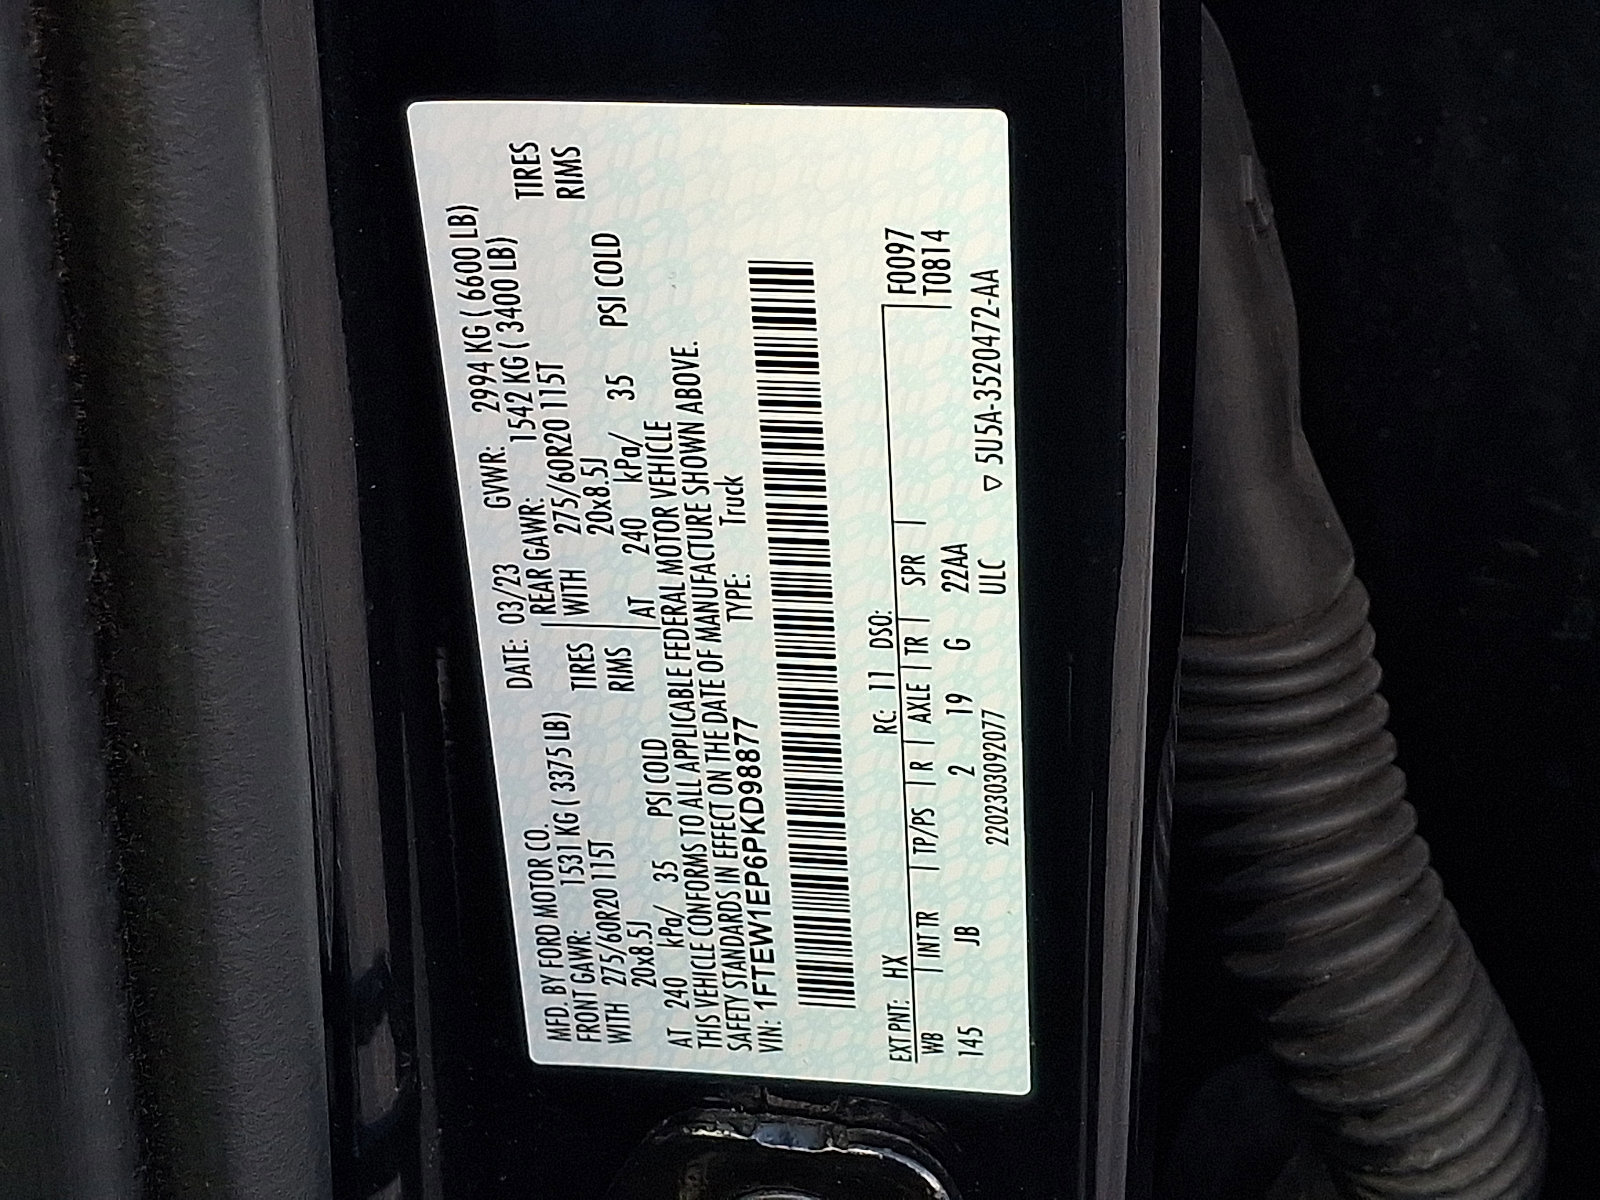 MFD. BY FORD MOTOR CO. DATE: 03/23 GVWR: 2994 KG ( 6600 LB)
FRONT GAWR: 1531 KG ( 3375 LB) REAR GAWR: 1542 KG ( 3400 LB)
WITH 275/60R20 115T TIRES WITH 275/60R20 115T TIRES
20x8.5J RIMS 20x8.5J RIMS
AT 240 kPa/ 35 PSI COLD AT 240 kPa/ 35 PSI COLD
THIS VEHICLE CONFORMS TO ALL APPLICABLE FEDERAL MOTOR VEHICLE
SAFETY STANDARDS IN EFFECT ON THE DATE OF MANUFACTURE SHOWN ABOVE.
VIN: 1FTEW1EP6PKD98877 TYPE: Truck
EXT PNT: HX RC: 11 DSO: F0097
WB | INT TR | TP/PS | R | AXLE | TR | SPR | T0814
145 JB 2 19 G 22AA
22023030920​77 ULC ▽ 5U5A-3520472-AA